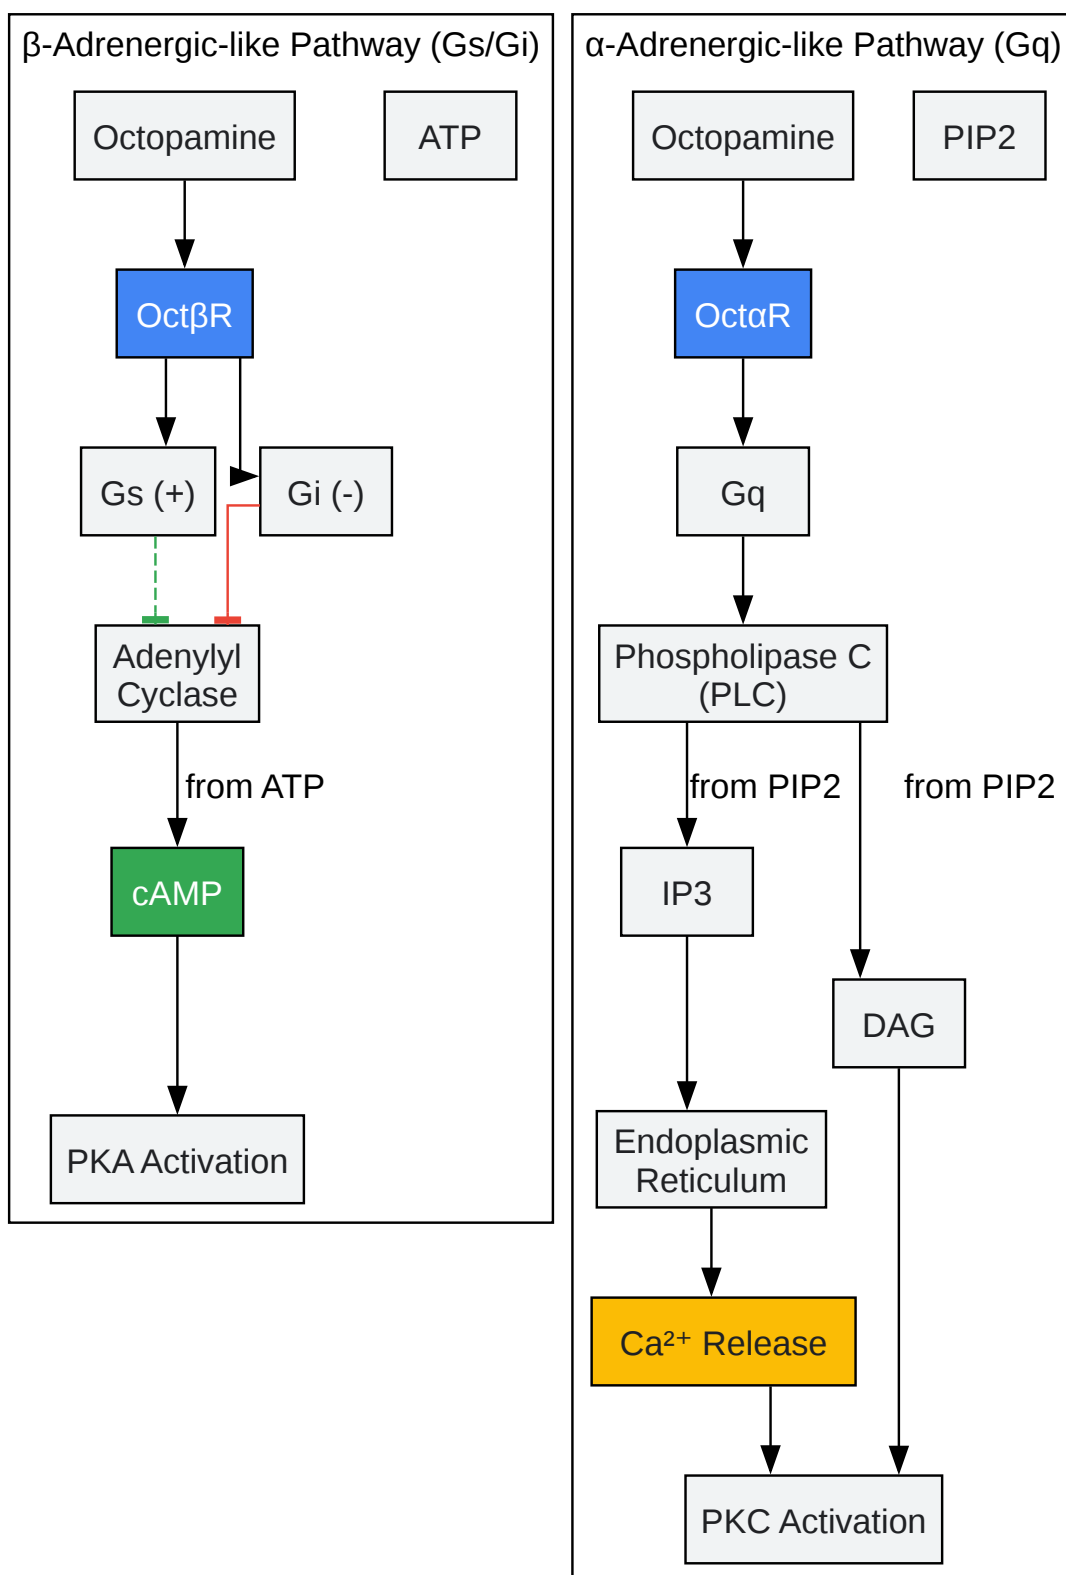 β-Adrenergic-like Pathway (Gs/Gi)
Octopamine
ATP
OctβR
Gs (+)
Gi (-)
Adenylyl
Cyclase
from ATP
cAMP
PKA Activation
α-Adrenergic-like Pathway (Gq)
Octopamine
PIP2
OctαR
Gq
Phospholipase C
(PLC)
from PIP2
from PIP2
IP3
DAG
Endoplasmic
Reticulum
Ca²⁺ Release
PKC Activation